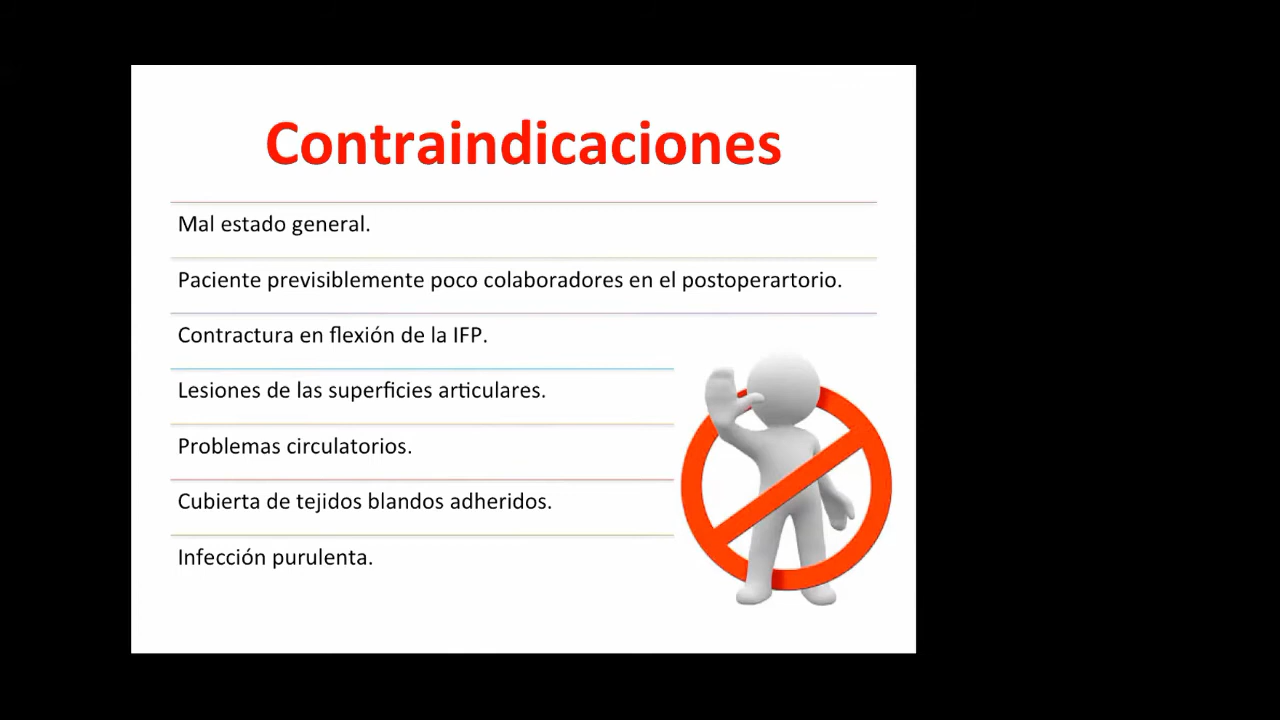 Contraindicaciones
Mal estado general.
Paciente previsiblemente poco colaboradores en el postoperartorio.
Contractura en flexión de la IFP.
Lesiones de las superficies articulares.
Problemas circulatorios.
Cubierta de tejidos blandos adheridos.
Infección purulenta.